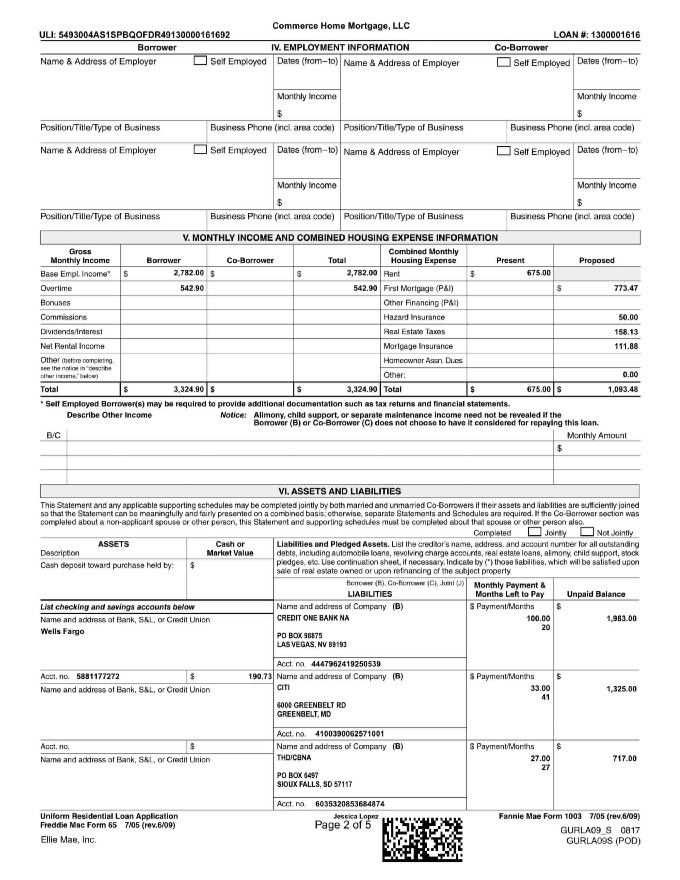 Commerce Home Mortgage, LLC
ULI: 5493004AS1SPBQOFDR49130000161692 LOAN #: 1300001616
Borrower IV. EMPLOYMENT INFORMATION Co-Borrower
Name & Address of Employer Self Employed Dates (from–to) Name & Address of Employer Self Employed Dates (from–to)
Monthly Income Monthly Income
$ $
Position/Title/Type of Business Business Phone (incl. area code) Position/Title/Type of Business Business Phone (incl. area code)
Name & Address of Employer Self Employed Dates (from–to) Name & Address of Employer Self Employed Dates (from–to)
Monthly Income Monthly Income
$ $
Position/Title/Type of Business Business Phone (incl. area code) Position/Title/Type of Business Business Phone (incl. area code)
V. MONTHLY INCOME AND COMBINED HOUSING EXPENSE INFORMATION
Gross Monthly Income Borrower Co-Borrower Total Combined Monthly Housing Expense Present Proposed
Base Empl. Income* $ 2,782.00 $ $ 2,782.00 Rent $ 675.00
Overtime 542.90 542.90 First Mortgage (P&I) $ 773.47
Bonuses Other Financing (P&I)
Commissions Hazard Insurance 50.00
Dividends/Interest Real Estate Taxes 158.13
Net Rental Income Mortgage Insurance 111.88
Other (before completing, Homeowner Assn. Dues
see the notice in "describe
other income," below) Other: 0.00
Total $ 3,324.90 $ $ 3,324.90 Total $ 675.00 $ 1,093.48
* Self Employed Borrower(s) may be required to provide additional documentation such as tax returns and financial statements.
Describe Other Income Notice: Alimony, child support, or separate maintenance income need not be revealed if the
Borrower (B) or Co-Borrower (C) does not choose to have it considered for repaying this loan.
B/C Monthly Amount
$
VI. ASSETS AND LIABILITIES
This Statement and any applicable supporting schedules may be completed jointly by both married and unmarried Co-Borrowers if their assets and liabilities are sufficiently joined
so that the Statement can be meaningfully and fairly presented on a combined basis; otherwise, separate Statements and Schedules are required. If the Co-Borrower section was
completed about a non-applicant spouse or other person, this Statement and supporting schedules must be completed about that spouse or other person also.
Completed Jointly Not Jointly
ASSETS
Description
Cash or
Market Value
Cash deposit toward purchase held by: $
Liabilities and Pledged Assets. List the creditor's name, address, and account number for all outstanding
debts, including automobile loans, revolving charge accounts, real estate loans, alimony, child support, stock
pledges, etc. Use continuation sheet, if necessary. Indicate by (*) those liabilities, which will be satisfied upon
sale of real estate owned or upon refinancing of the subject property.
Borrower (B), Co-Borrower (C), Joint (J)
LIABILITIES
Monthly Payment &
Months Left to Pay
Unpaid Balance
List checking and savings accounts below
Name and address of Bank, S&L, or Credit Union
Wells Fargo
Name and address of Company (B) $ Payment/Months $
CREDIT ONE BANK NA 100.00 1,983.00
20
PO BOX 98875
LAS VEGAS, NV 89193
Acct. no. 4447962419250539
Acct. no. 5881177272 $ 190.73
Name and address of Bank, S&L, or Credit Union
Name and address of Company (B) $ Payment/Months $
CITI 33.00 1,325.00
41
6000 GREENBELT RD
GREENBELT, MD
Acct. no. 4100390062571001
Acct. no. $
Name and address of Bank, S&L, or Credit Union
Name and address of Company (B) $ Payment/Months $
THD/CBNA 27.00 717.00
27
PO BOX 6497
SIOUX FALLS, SD 57117
Acct. no. 6035320853684874
Uniform Residential Loan Application
Freddie Mac Form 65 7/05 (rev.6/09)
Jessica Lopez
Page 2 of 5
Fannie Mae Form 1003 7/05 (rev.6/09)
Ellie Mae, Inc.
GURLA09_S 0817
GURLA09S (POD)